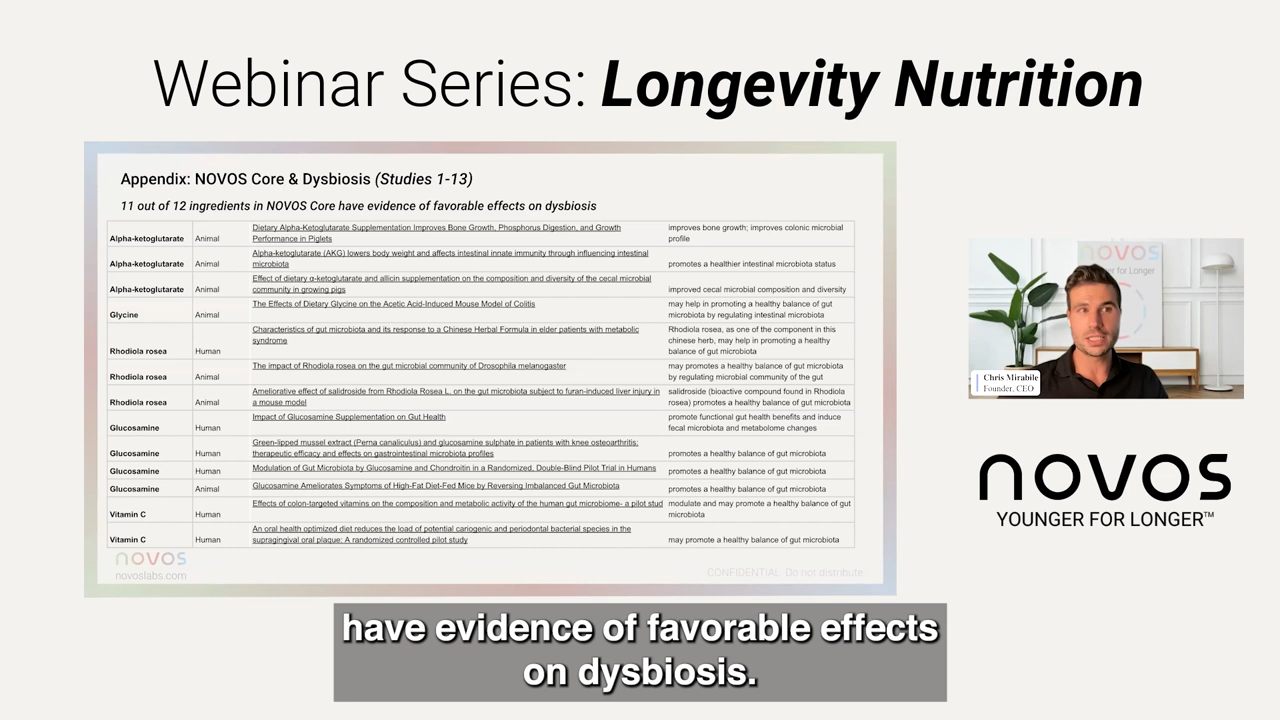 Webinar Series: Longevity Nutrition
Appendix: NOVOS Core & Dysbiosis (Studies 1-13)
11 out of 12 ingredients in NOVOS Core have evidence of favorable effects on dysbiosis
Alpha-ketoglutarate Animal Dietary Alpha-Ketoglutarate Supplementation Improves Bone Growth, Phosphorus Digestion, and Growth improves bone growth; improves colonic microbial
Performance in Piglets profile
Alpha-ketoglutarate Animal Alpha-ketoglutarate (AKG) lowers body weight and affects intestinal innate immunity through influencing intestinal
microbiota promotes a healthier intestinal microbiota status
Alpha-ketoglutarate Animal Effect of dietary α-ketoglutarate and allicin supplementation on the composition and diversity of the cecal microbial
community in growing pigs improved cecal microbial composition and diversity
Glycine Animal The Effects of Dietary Glycine on the Acetic Acid-Induced Mouse Model of Colitis may help in promoting a healthy balance of gut
microbiota by regulating intestinal microbiota
Rhodiola rosea Human Characteristics of gut microbiota and its response to a Chinese Herbal Formula in elder patients with metabolic
syndrome Rhodiola rosea, as one of the component in this
chinese herb, may help in promoting a healthy
balance of gut microbiota
Rhodiola rosea Animal The impact of Rhodiola rosea on the gut microbial community of Drosophila melanogaster may promotes a healthy balance of gut microbiota
by regulating microbial community of the gut
Rhodiola rosea Animal Ameliorative effect of salidroside from Rhodiola Rosea L. on the gut microbiota subject to furan-induced liver injury in
a mouse model salidroside (bioactive compound found in Rhodiola
rosea) promotes a healthy balance of gut microbiota
Glucosamine Human Impact of Glucosamine Supplementation on Gut Health promote functional gut health benefits and induce
fecal microbiota and metabolome changes
Glucosamine Human Green-lipped mussel extract (Perna canaliculus) and glucosamine sulphate in patients with knee osteoarthritis:
therapeutic efficacy and effects on gastrointestinal microbiota profiles promotes a healthy balance of gut microbiota
Glucosamine Human Modulation of Gut Microbiota by Glucosamine and Chondroitin in a Randomized, Double-Blind Pilot Trial in Humans promotes a healthy balance of gut microbiota
Glucosamine Animal Glucosamine Ameliorates Symptoms of High-Fat Diet-Fed Mice by Reversing Imbalanced Gut Microbiota promotes a healthy balance of gut microbiota
Vitamin C Human Effects of colon-targeted vitamins on the composition and metabolic activity of the human gut microbiome- a pilot stud modulate and may promote a healthy balance of gut
microbiota
Vitamin C Human An oral health optimized diet reduces the load of potential cariogenic and periodontal bacterial species in the
supragingival oral plaque: A randomized controlled pilot study may promote a healthy balance of gut microbiota
novos
novoslabs.com
CONFIDENTIAL. Do not distribute.
novos
Chris Mirabile
Founder, CEO
novos
YOUNGER FOR LONGER™
have evidence of favorable effects
on dysbiosis.